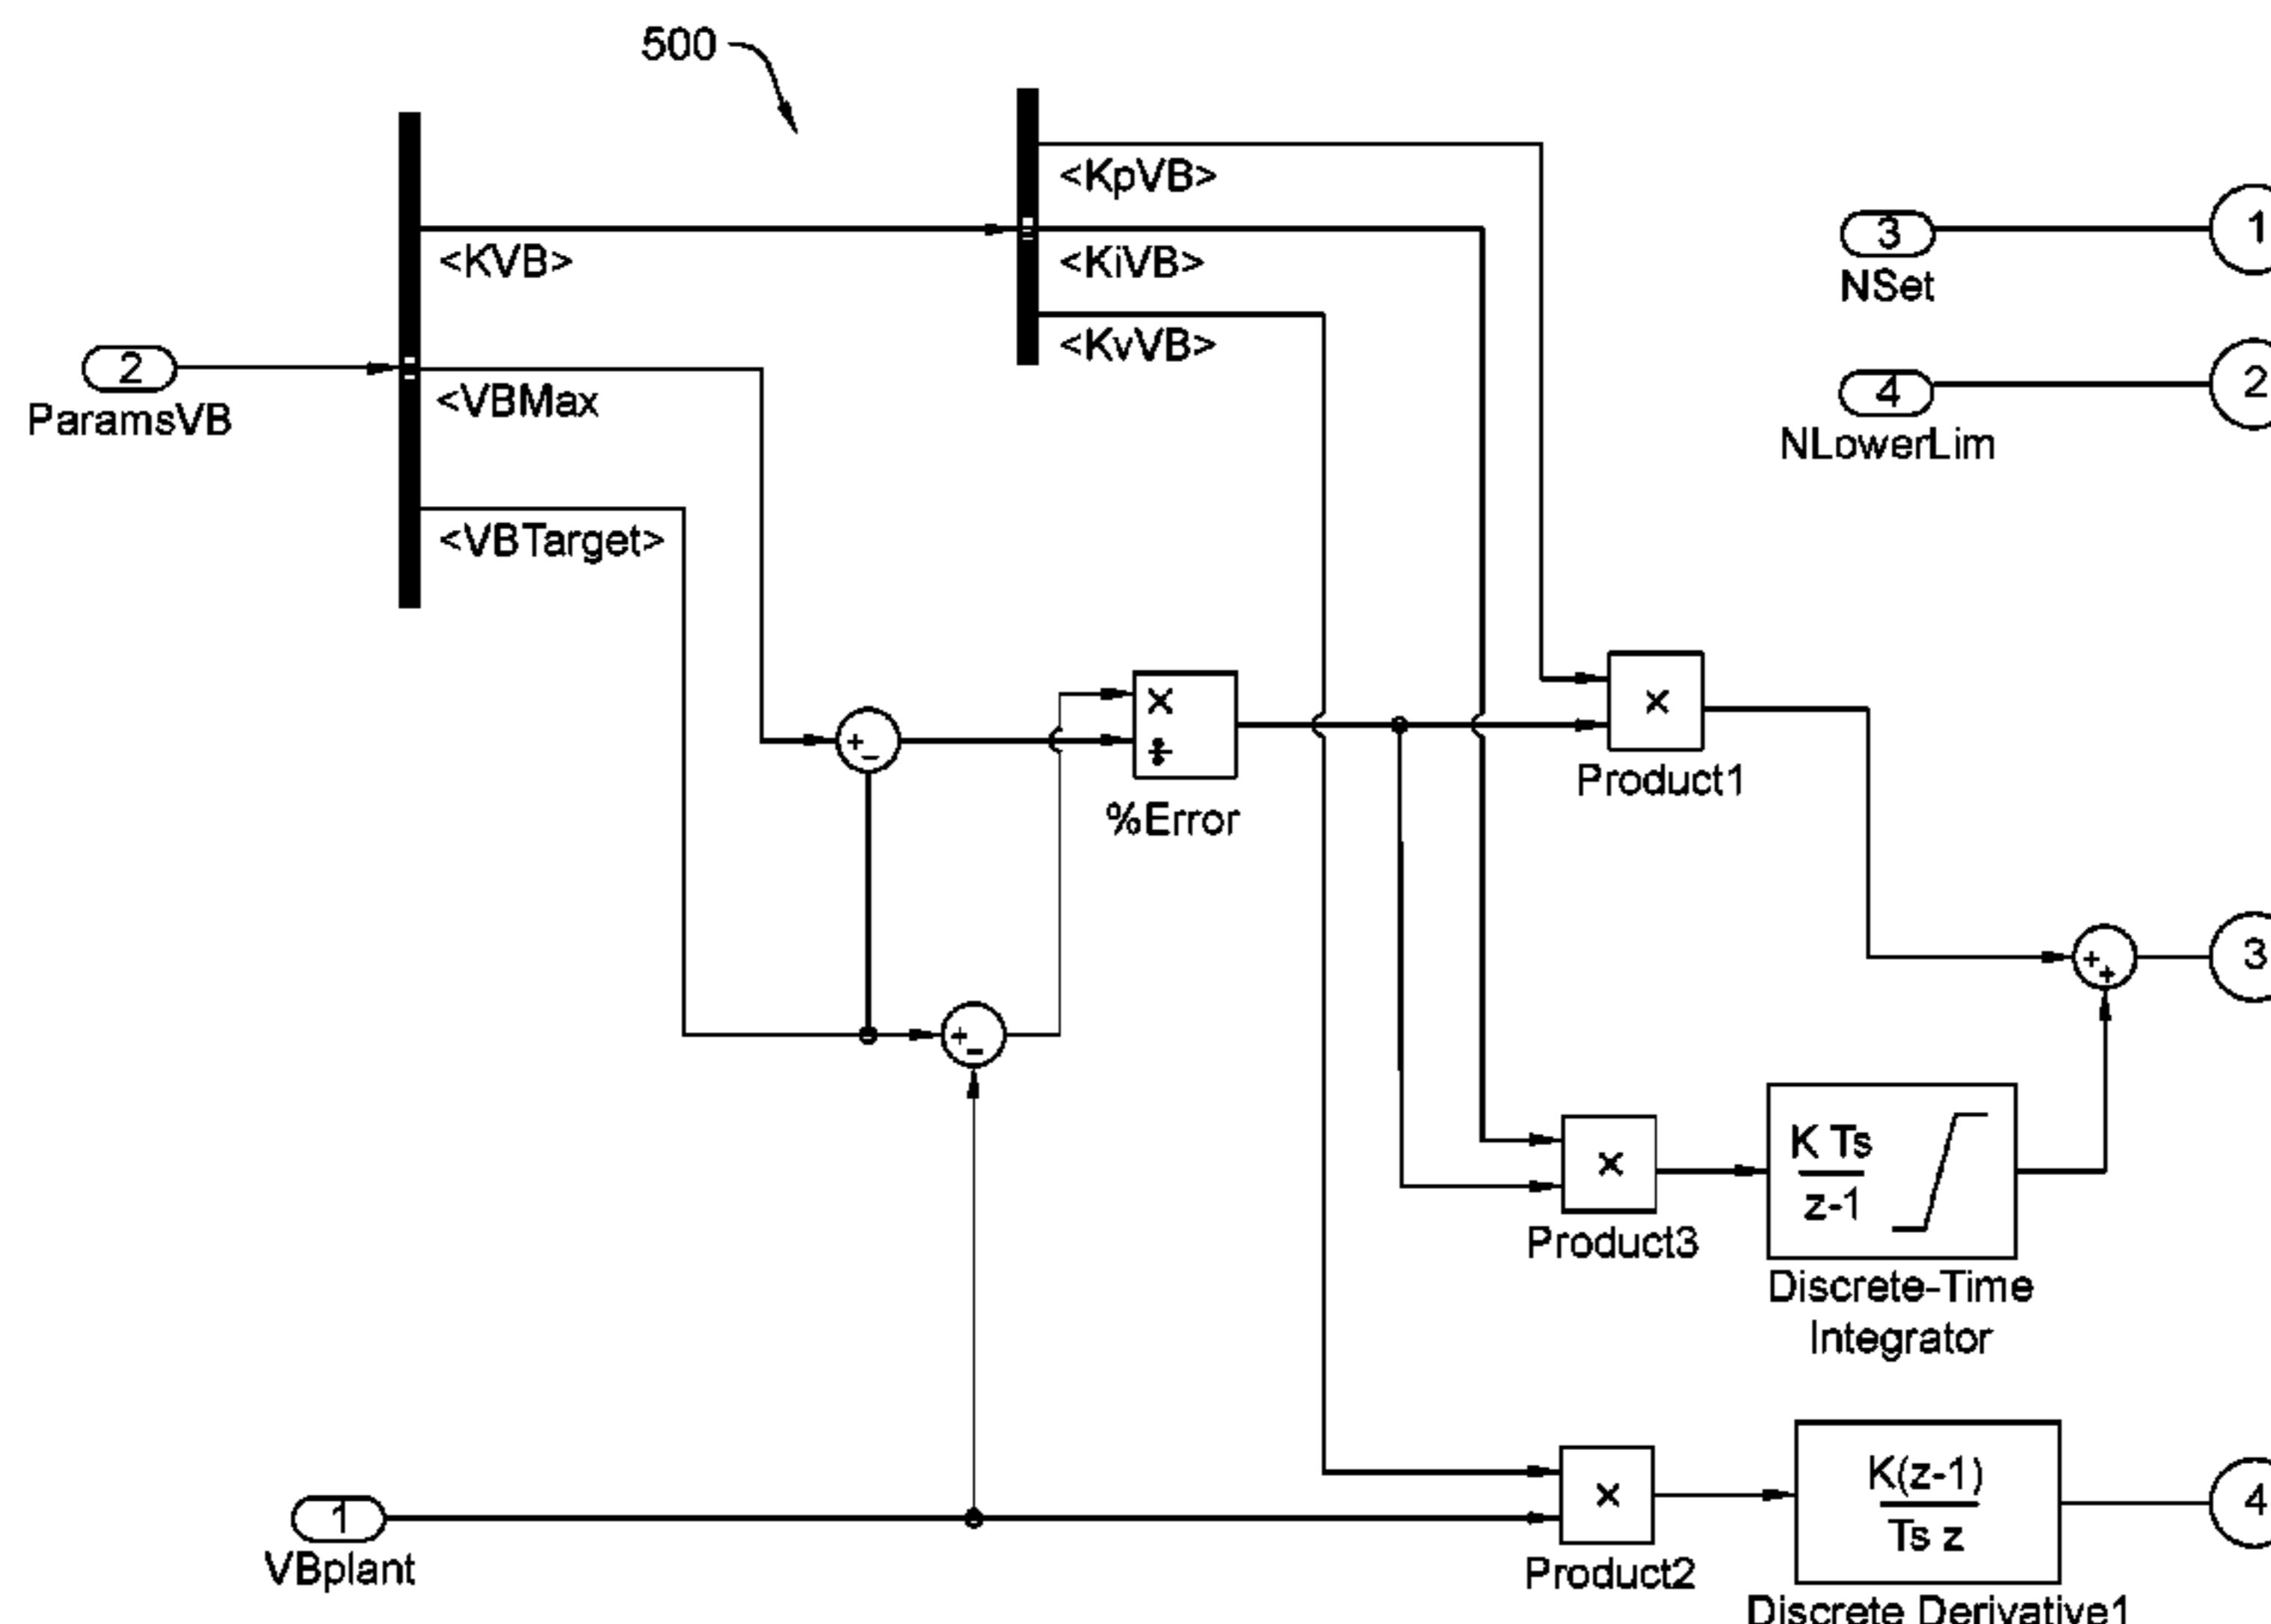 500
<KpVB>
<KiVB>
<KvVB>
<KVB>
<VBMax
<VBTarget>
2
ParamsVB
3
NSet
1
4
NLowerLim
2
+
−
×
÷
%Error
×
Product1
+
−
+
+
3
×
Product3
K Ts
z-1
Discrete-Time
Integrator
1
VBplant
×
Product2
K(z-1)
Ts z
Discrete Derivative1
4